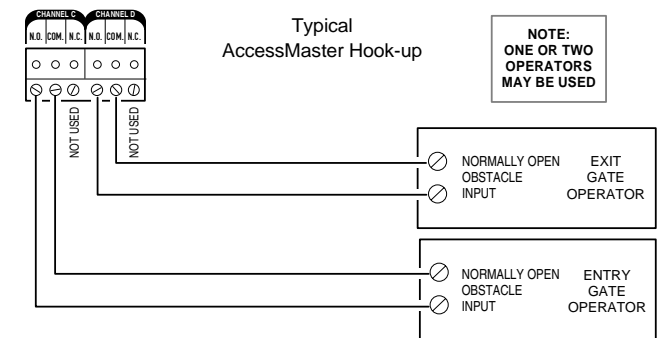 CHANNEL C CHANNEL D
N.O. COM. N.C. N.O. COM. N.C.
NOT USED
NOT USED
Typical
AccessMaster Hook-up
NOTE:
ONE OR TWO
OPERATORS
MAY BE USED
NORMALLY OPEN
OBSTACLE
INPUT
EXIT
GATE
OPERATOR
NORMALLY OPEN
OBSTACLE
INPUT
ENTRY
GATE
OPERATOR